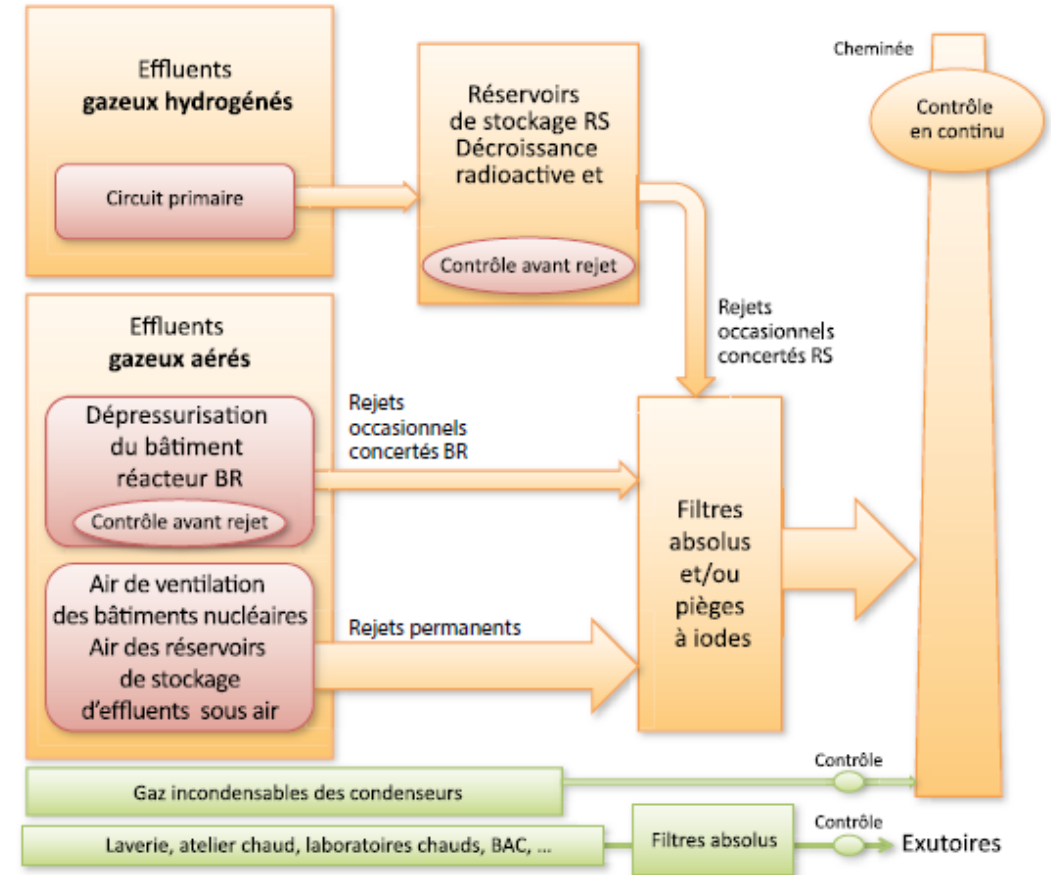 Effluents
gazeux hydrogénés
Circuit primaire
Réservoirs
de stockage RS
Décroissance
radioactive et
Contrôle avant rejet
Cheminée
Contrôle
en continu
Rejets
occasionnels
concertés RS
Effluents
gazeux aérés
Dépressurisation
du bâtiment
réacteur BR
Contrôle avant rejet
Rejets
occasionnels
concertés BR
Air de ventilation
des bâtiments nucléaires
Air des réservoirs
de stockage
d'effluents sous air
Rejets permanents
Filtres
absolus
et/ou
pièges
à iodes
Gaz incondensables des condenseurs
Contrôle
Laverie, atelier chaud, laboratoires chauds, BAC, ...
Filtres absolus
Contrôle
Exutoires